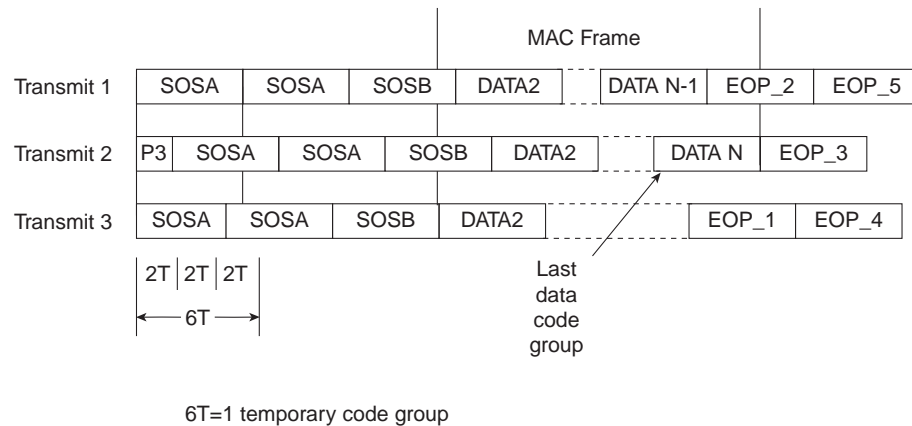 MAC Frame
Transmit 1 SOSA SOSA SOSB DATA2 DATA N-1 EOP_2 EOP_5
Transmit 2 P3 SOSA SOSA SOSB DATA2 DATA N EOP_3
Transmit 3 SOSA SOSA SOSB DATA2 EOP_1 EOP_4
2T 2T 2T
6T
Last
data
code
group
6T=1 temporary code group